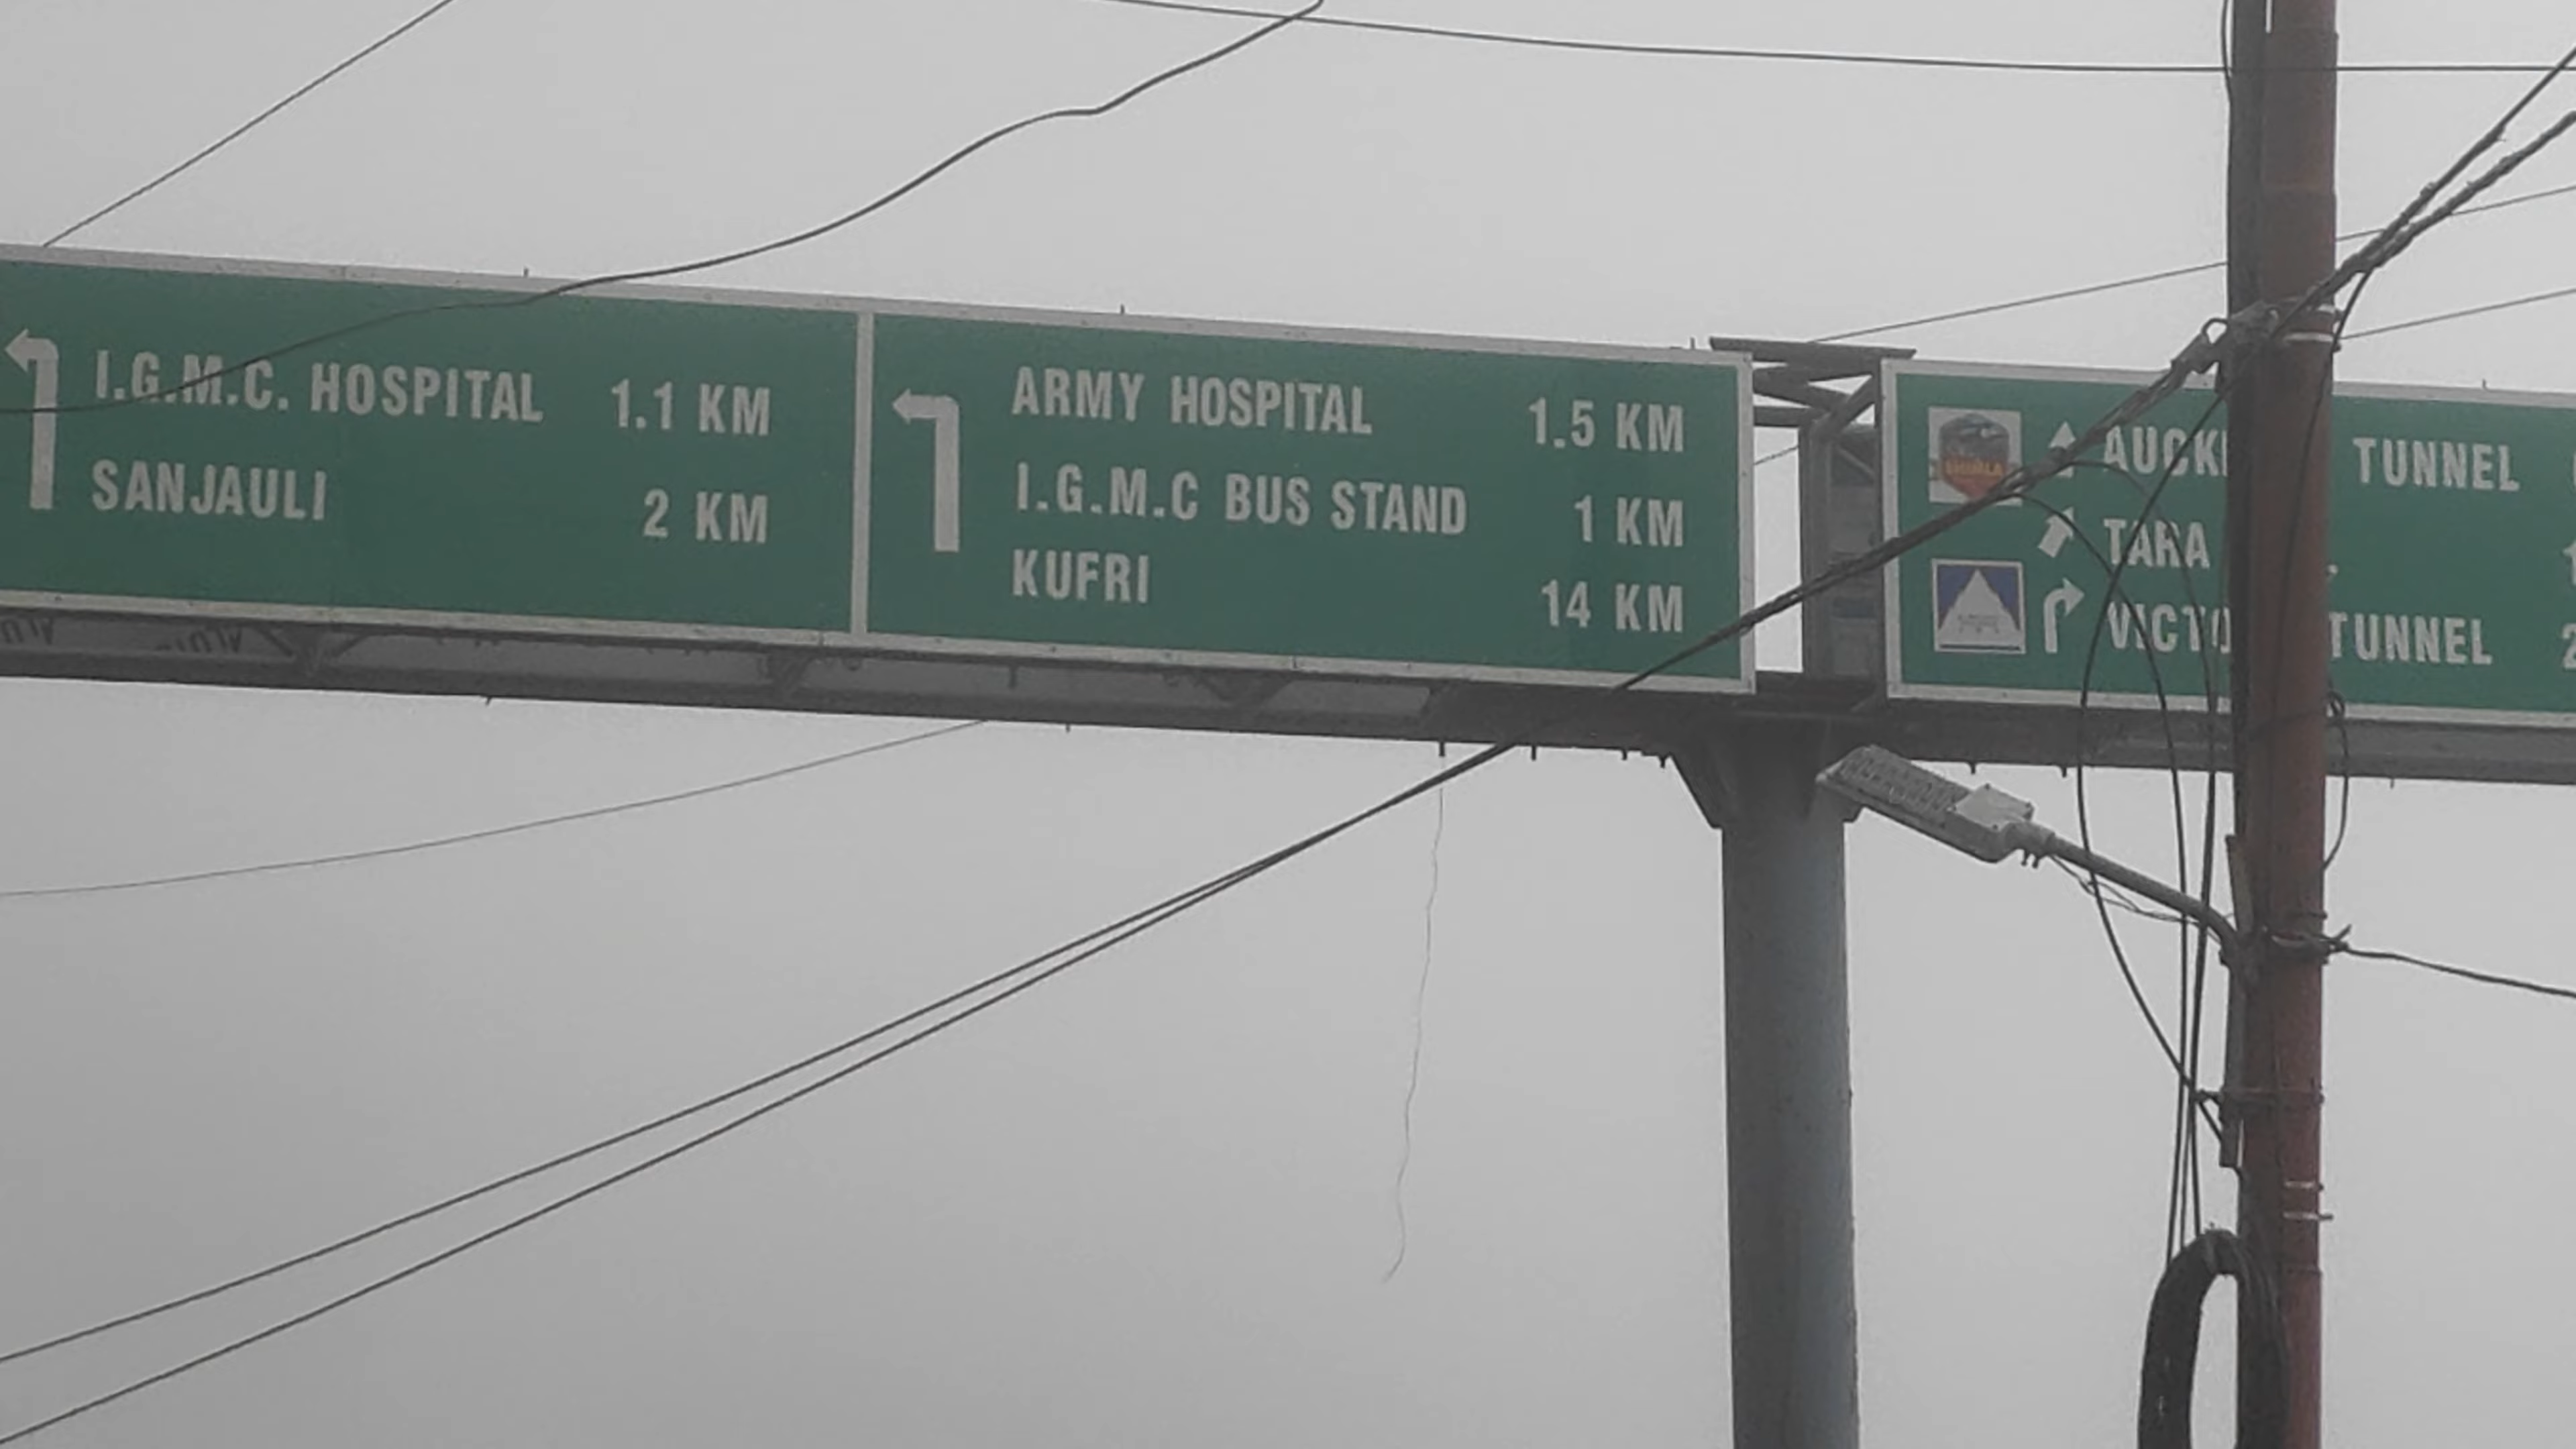 I.G.M.C. HOSPITAL 1.1 KM
SANJAULI 2 KM
ARMY HOSPITAL 1.5 KM
I.G.M.C BUS STAND 1 KM
KUFRI 14 KM
SHIMLA
TUNNEL
TARA
TUNNEL